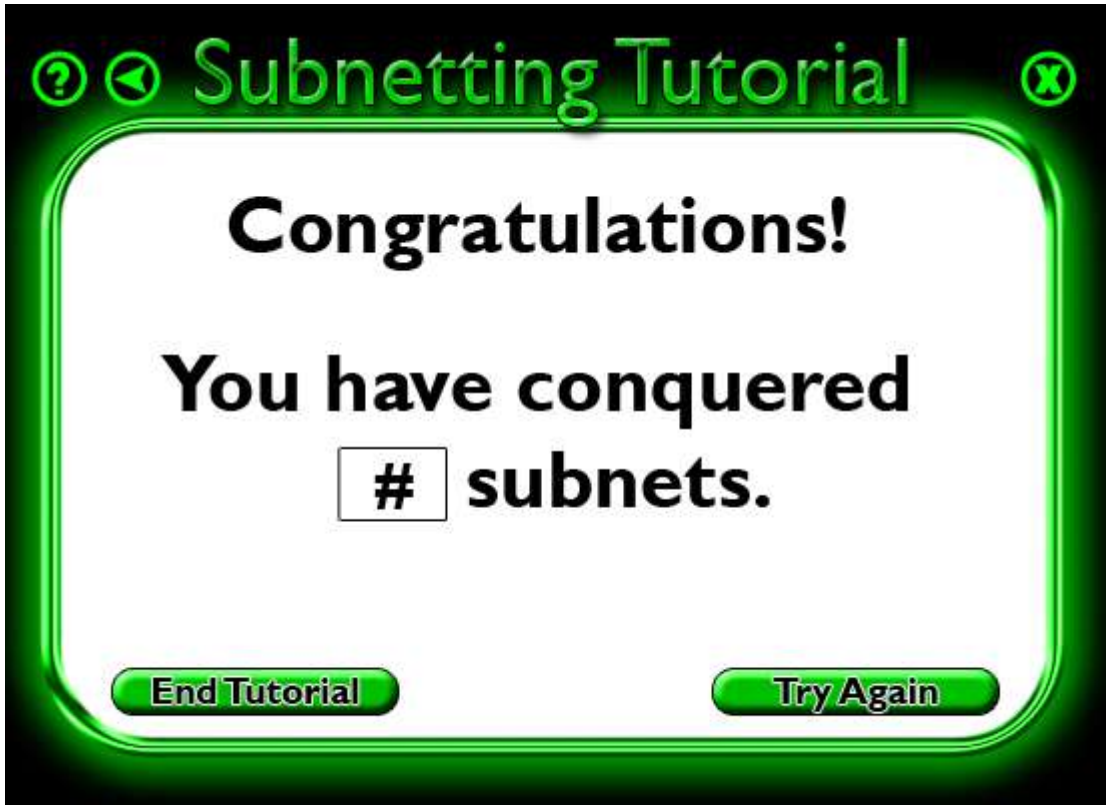 ? Subnetting Tutorial X
Congratulations!
You have conquered
# subnets.
End Tutorial Try Again